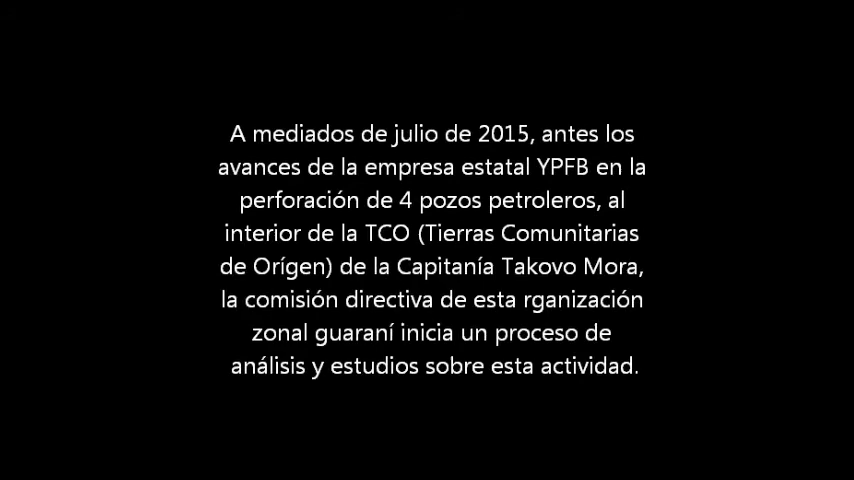 A mediados de julio de 2015, antes los
avances de la empresa estatal YPFB en la
perforación de 4 pozos petroleros, al
interior de la TCO (Tierras Comunitarias
de Orígen) de la Capitanía Takovo Mora,
la comisión directiva de esta rganización
zonal guaraní inicia un proceso de
análisis y estudios sobre esta actividad.